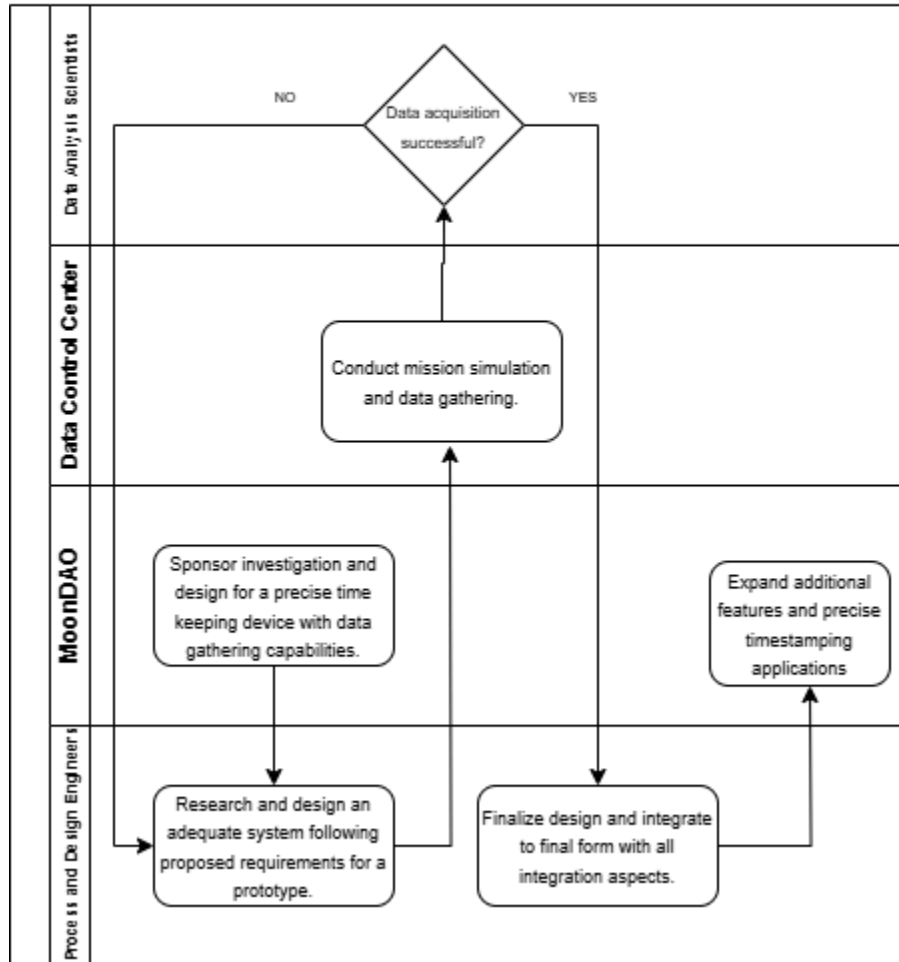 Data Analysis Scientists
NO
YES
Data acquisition
successful?
Data Control Center
Conduct mission simulation
and data gathering.
MoonDAO
Sponsor investigation and
design for a precise time
keeping device with data
gathering capabilities.
Expand additional
features and precise
timestamping
applications
Process and Design Engineers
Research and design an
adequate system following
proposed requirements for a
prototype.
Finalize design and integrate
to final form with all
integration aspects.